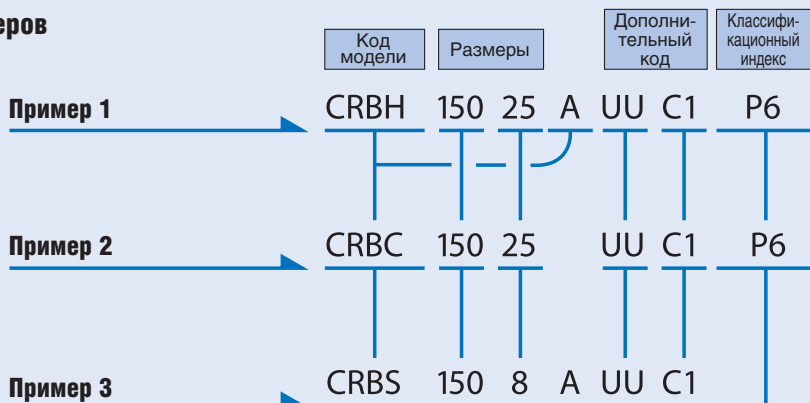 еров
Код
модели
Размеры
Дополни-
тельный
код
Классифи-
кационный
индекс
Пример 1 CRBH 150 25 A UU C1 P6
Пример 2 CRBC 150 25 UU C1 P6
Пример 3 CRBS 150 8 A UU C1